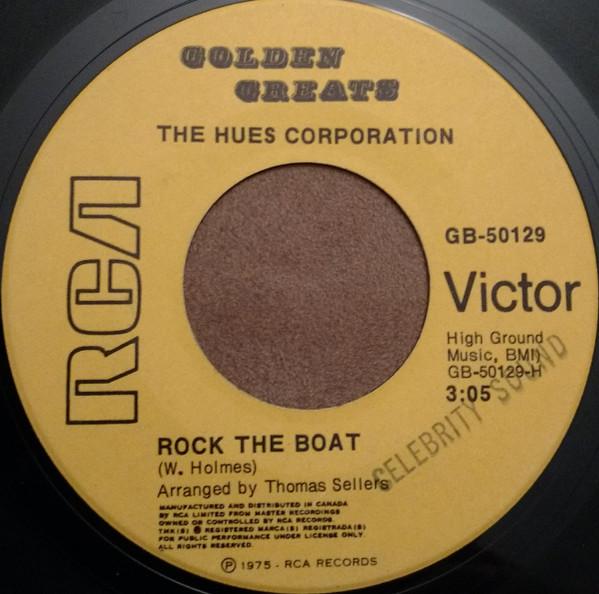 GOLDEN
GREATS
THE HUES CORPORATION
RCA
GB-50129
Victor
High Ground
Music, BMI)
GB-50129-H
3:05
CELEBRITY SOUND
ROCK THE BOAT
(W. Holmes)
Arranged by Thomas Sellers
MANUFACTURED AND DISTRIBUTED IN CANADA
BY RCA LIMITED FROM MASTER RECORDINGS
OWNED OR CONTROLLED BY RCA RECORDS.
TMK(S) ® REGISTERED MARCA(S) REGISTRADA(S)
FOR PUBLIC PERFORMANCE UNDER LICENSE ONLY.
ALL RIGHTS RESERVED.
℗ 1975 - RCA RECORDS